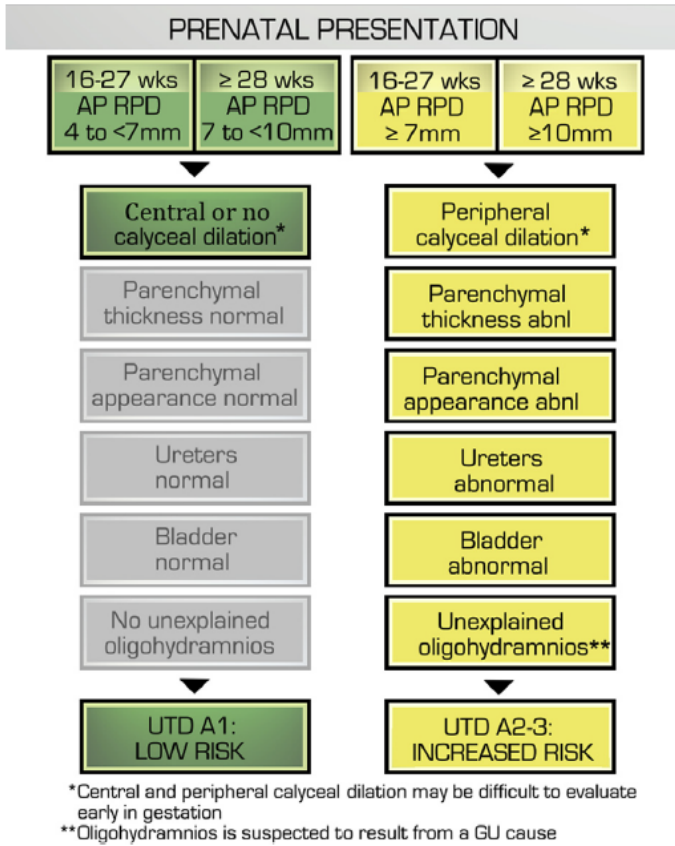 PRENATAL PRESENTATION
16-27 wks
AP RPD
4 to <7mm
≥ 28 wks
AP RPD
7 to <10mm
16-27 wks
AP RPD
≥ 7mm
≥ 28 wks
AP RPD
≥10mm
Central or no
calyceal dilation*
Parenchymal
thickness normal
Parenchymal
appearance normal
Ureters
normal
Bladder
normal
No unexplained
oligohydramnios
UTD A1:
LOW RISK
Peripheral
calyceal dilation*
Parenchymal
thickness abnl
Parenchymal
appearance abnl
Ureters
abnormal
Bladder
abnormal
Unexplained
oligohydramnios**
UTD A2-3:
INCREASED RISK
*Central and peripheral calyceal dilation may be difficult to evaluate
early in gestation
**Oligohydramnios is suspected to result from a GU cause